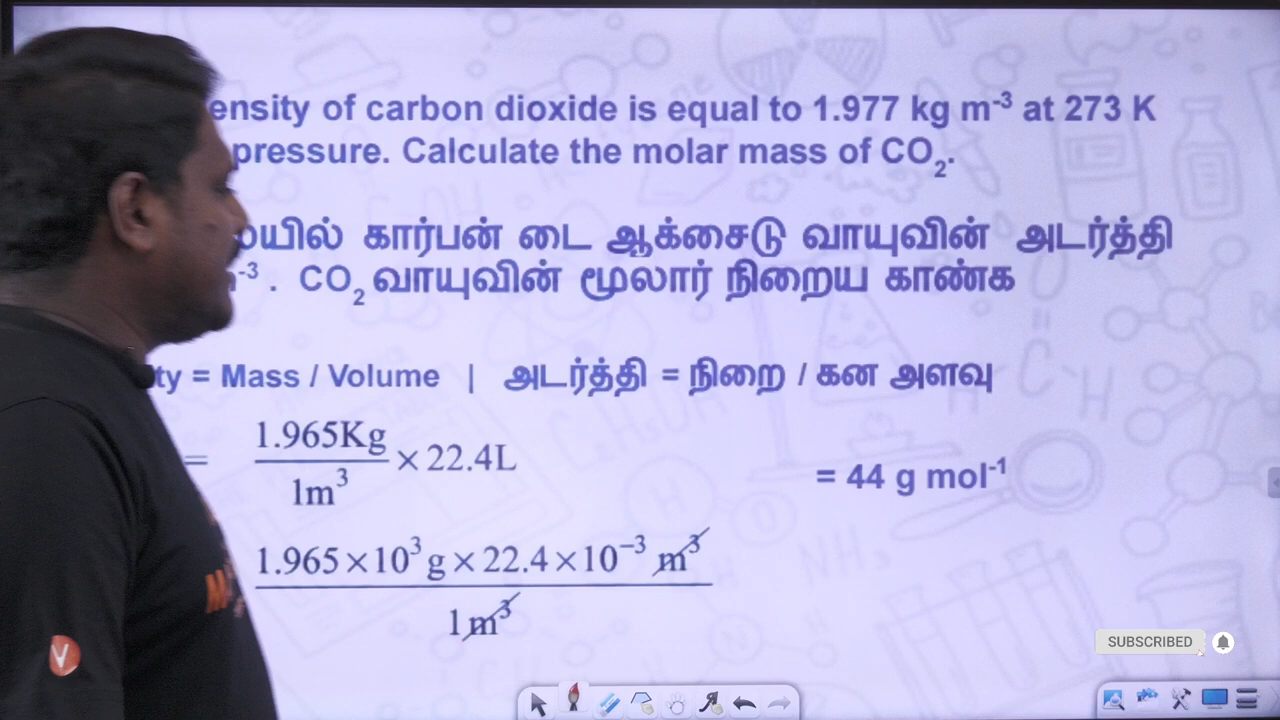 ensity of carbon dioxide is equal to 1.977 kg m⁻³ at 273 K
pressure. Calculate the molar mass of CO₂.
யில் கார்பன் டை ஆக்சைடு வாயுவின் அடர்த்தி
⁻³ . CO₂ வாயுவின் மூலார் நிறைய காண்க
ty = Mass / Volume | அடர்த்தி = நிறை / கன அளவு
= 1.965Kg / 1m³ × 22.4L
= 44 g mol⁻¹
1.965×10³ g × 22.4×10⁻³ m³ / 1m³
V
SUBSCRIBED